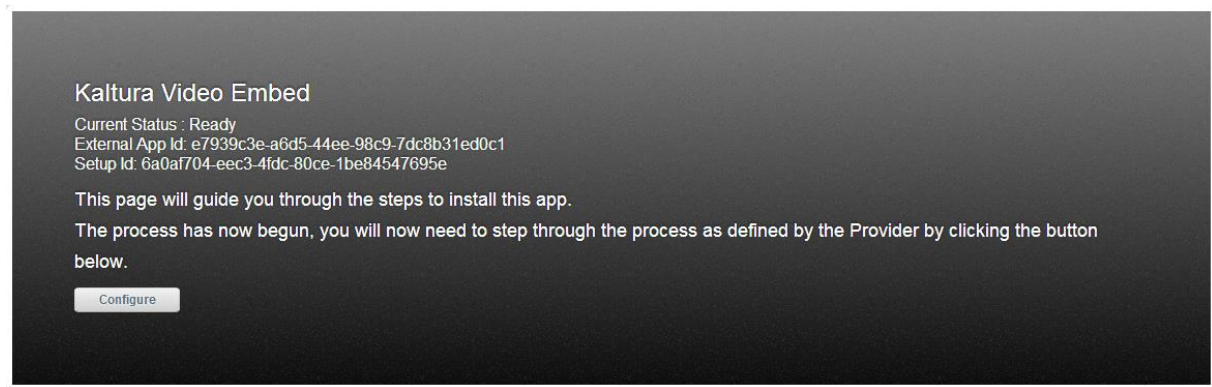 Kaltura Video Embed
Current Status : Ready
External App Id: e7939c3e-a6d5-44ee-98c9-7dc8b31ed0c1
Setup Id: 6a0af704-eec3-4fdc-80ce-1be84547695e
This page will guide you through the steps to install this app.
The process has now begun, you will now need to step through the process as defined by the Provider by clicking the button
below.
Configure